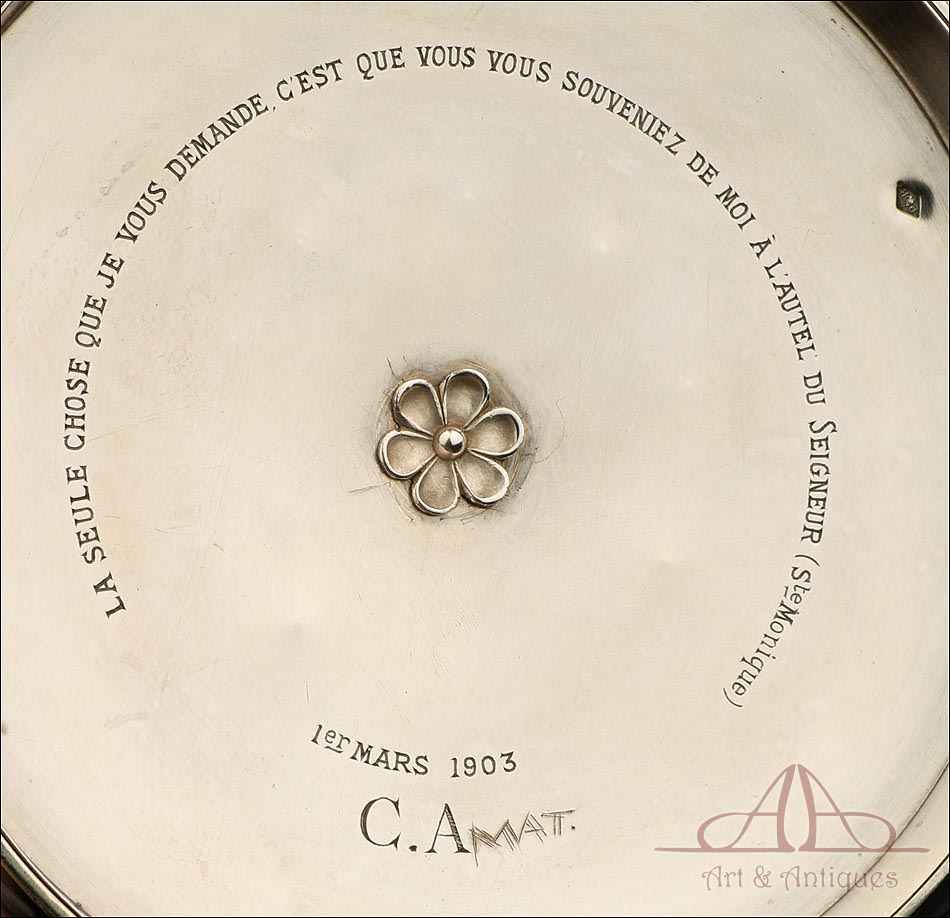 LA SEULE CHOSE QUE JE VOUS DEMANDE, C'EST QUE VOUS VOUS SOUVENIEZ DE MOI À L'AUTEL DU SEIGNEUR (Ste Monique)
1er MARS 1903
C. AMAT.
AA
Art & Antiques